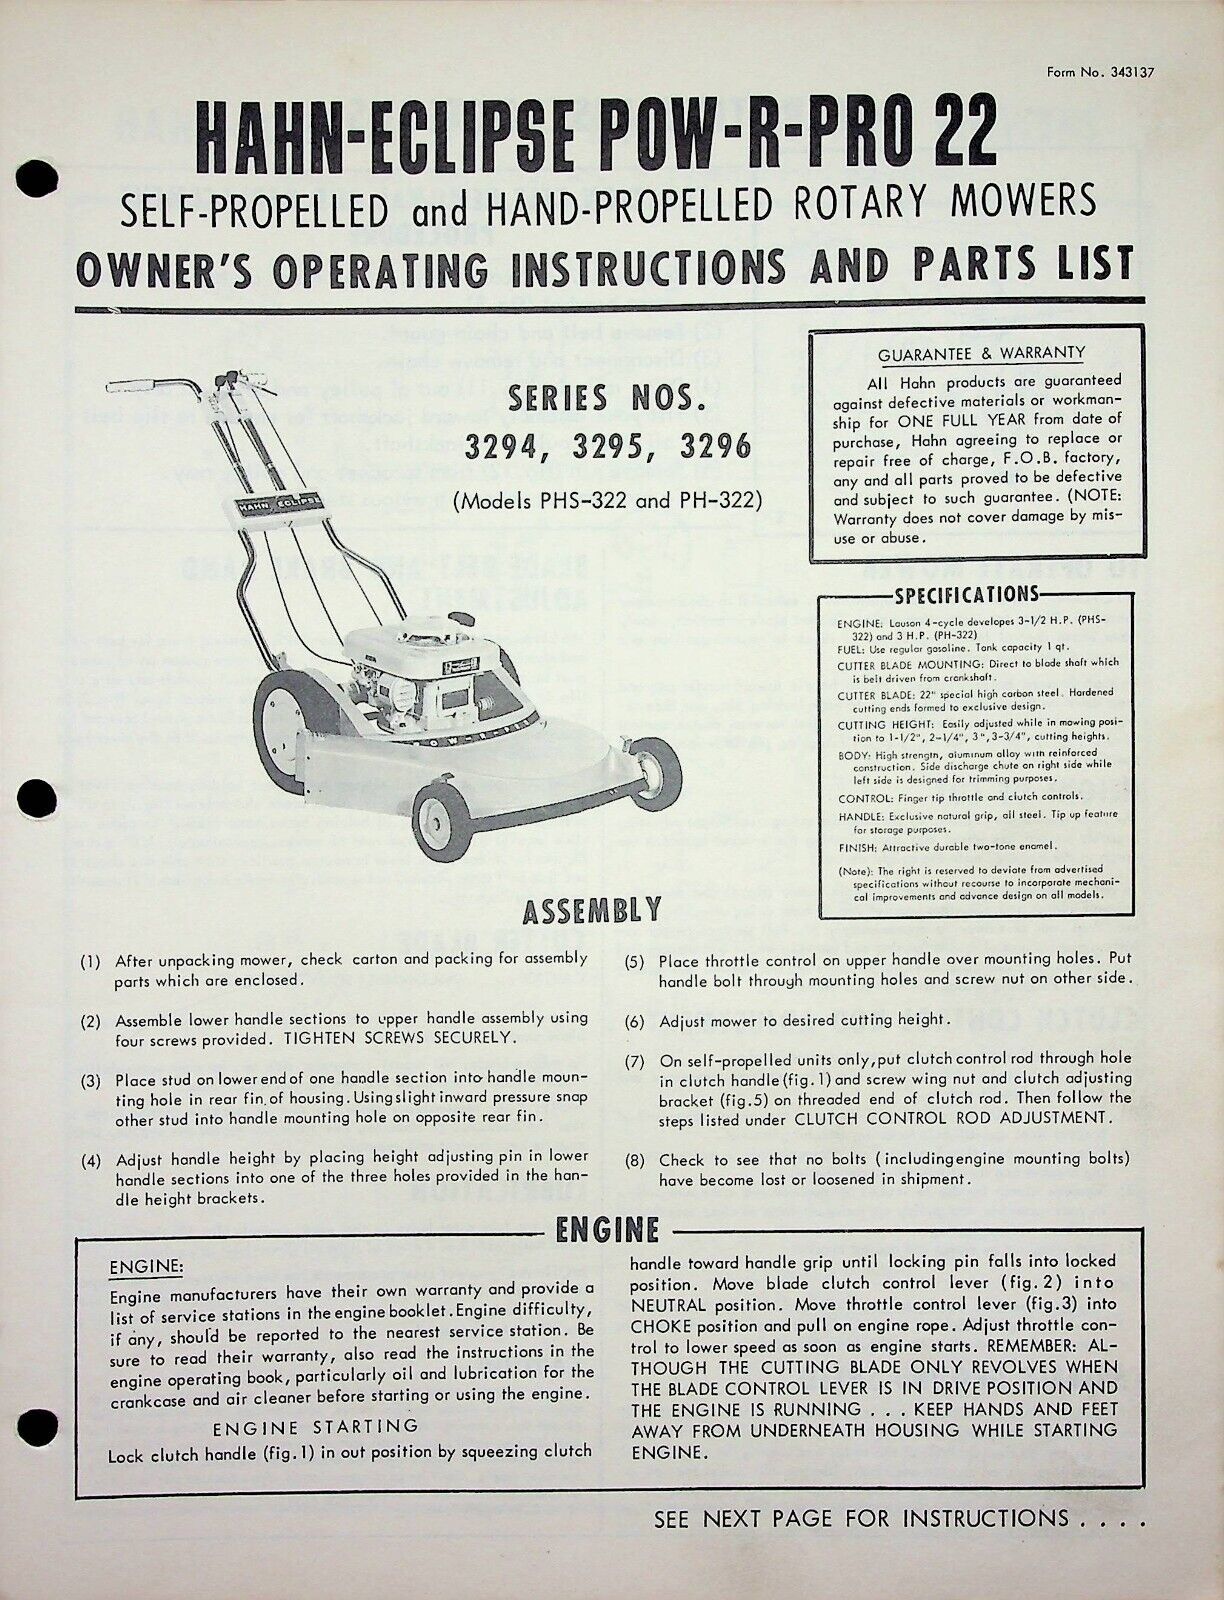 Form No. 343137
HAHN-ECLIPSE POW-R-PRO 22
SELF-PROPELLED and HAND-PROPELLED ROTARY MOWERS
OWNER'S OPERATING INSTRUCTIONS AND PARTS LIST
SERIES NOS.
3294, 3295, 3296
(Models PHS-322 and PH-322)
HAHN ECLIPSE
GUARANTEE & WARRANTY
All Hahn products are guaranteed
against defective materials or workman-
ship for ONE FULL YEAR from date of
purchase, Hahn agreeing to replace or
repair free of charge, F.O.B. factory,
any and all parts proved to be defective
and subject to such guarantee. (NOTE:
Warranty does not cover damage by mis-
use or abuse.
SPECIFICATIONS
ENGINE: Lauson 4-cycle developes 3-1/2 H.P. (PHS-
322) and 3 H.P. (PH-322)
FUEL: Use regular gasoline. Tank capacity 1 qt.
CUTTER BLADE MOUNTING: Direct to blade shaft which
is belt driven from crankshaft.
CUTTER BLADE: 22" special high carbon steel. Hardened
cutting ends formed to exclusive design.
CUTTING HEIGHT: Easily adjusted while in mowing posi-
tion to 1-1/2", 2-1/4", 3", 3-3/4", cutting heights.
BODY: High strength, aluminum alloy with reinforced
construction. Side discharge chute on right side while
left side is designed for trimming purposes.
CONTROL: Finger tip throttle and clutch controls.
HANDLE: Exclusive natural grip, all steel. Tip up feature
for storage purposes.
FINISH: Attractive durable two-tone enamel.
(Note): The right is reserved to deviate from advertised
specifications without recourse to incorporate mechani-
cal improvements and advance design on all models.
ASSEMBLY
(1) After unpacking mower, check carton and packing for assembly
parts which are enclosed.
(2) Assemble lower handle sections to upper handle assembly using
four screws provided. TIGHTEN SCREWS SECURELY.
(3) Place stud on lower end of one handle section into handle moun-
ting hole in rear fin of housing. Using slight inward pressure snap
other stud into handle mounting hole on opposite rear fin.
(4) Adjust handle height by placing height adjusting pin in lower
handle sections into one of the three holes provided in the han-
dle height brackets.
(5) Place throttle control on upper handle over mounting holes. Put
handle bolt through mounting holes and screw nut on other side.
(6) Adjust mower to desired cutting height.
(7) On self-propelled units only, put clutch control rod through hole
in clutch handle (fig. 1) and screw wing nut and clutch adjusting
bracket (fig. 5) on threaded end of clutch rod. Then follow the
steps listed under CLUTCH CONTROL ROD ADJUSTMENT.
(8) Check to see that no bolts (including engine mounting bolts)
have become lost or loosened in shipment.
ENGINE
ENGINE:
Engine manufacturers have their own warranty and provide a
list of service stations in the engine booklet. Engine difficulty,
if any, should be reported to the nearest service station. Be
sure to read their warranty, also read the instructions in the
engine operating book, particularly oil and lubrication for the
crankcase and air cleaner before starting or using the engine.
ENGINE STARTING
Lock clutch handle (fig. 1) in out position by squeezing clutch
handle toward handle grip until locking pin falls into locked
position. Move blade clutch control lever (fig. 2) into
NEUTRAL position. Move throttle control lever (fig. 3) into
CHOKE position and pull on engine rope. Adjust throttle con-
trol to lower speed as soon as engine starts. REMEMBER: AL-
THOUGH THE CUTTING BLADE ONLY REVOLVES WHEN
THE BLADE CONTROL LEVER IS IN DRIVE POSITION AND
THE ENGINE IS RUNNING . . . KEEP HANDS AND FEET
AWAY FROM UNDERNEATH HOUSING WHILE STARTING
ENGINE.
SEE NEXT PAGE FOR INSTRUCTIONS . . . .